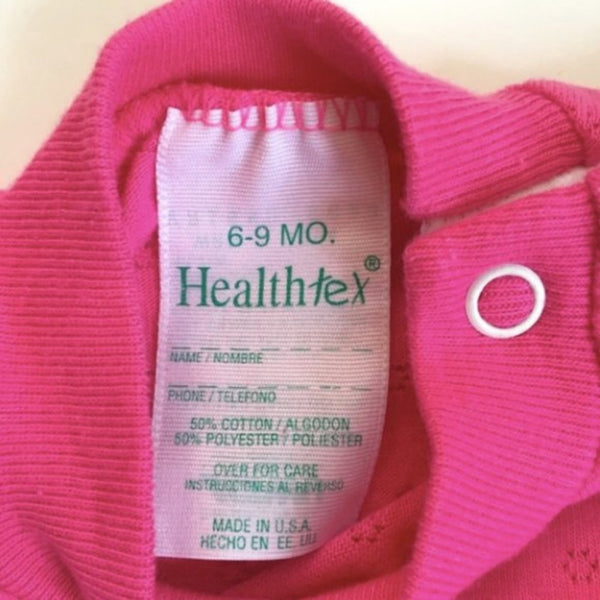 6-9 MO.
Healthtex®
NAME / NOMBRE
PHONE / TELEFONO
50% COTTON / ALGODON
50% POLYESTER / POLIESTER
OVER FOR CARE
INSTRUCCIONES AL REVERSO
MADE IN U.S.A.
HECHO EN EE. UU.